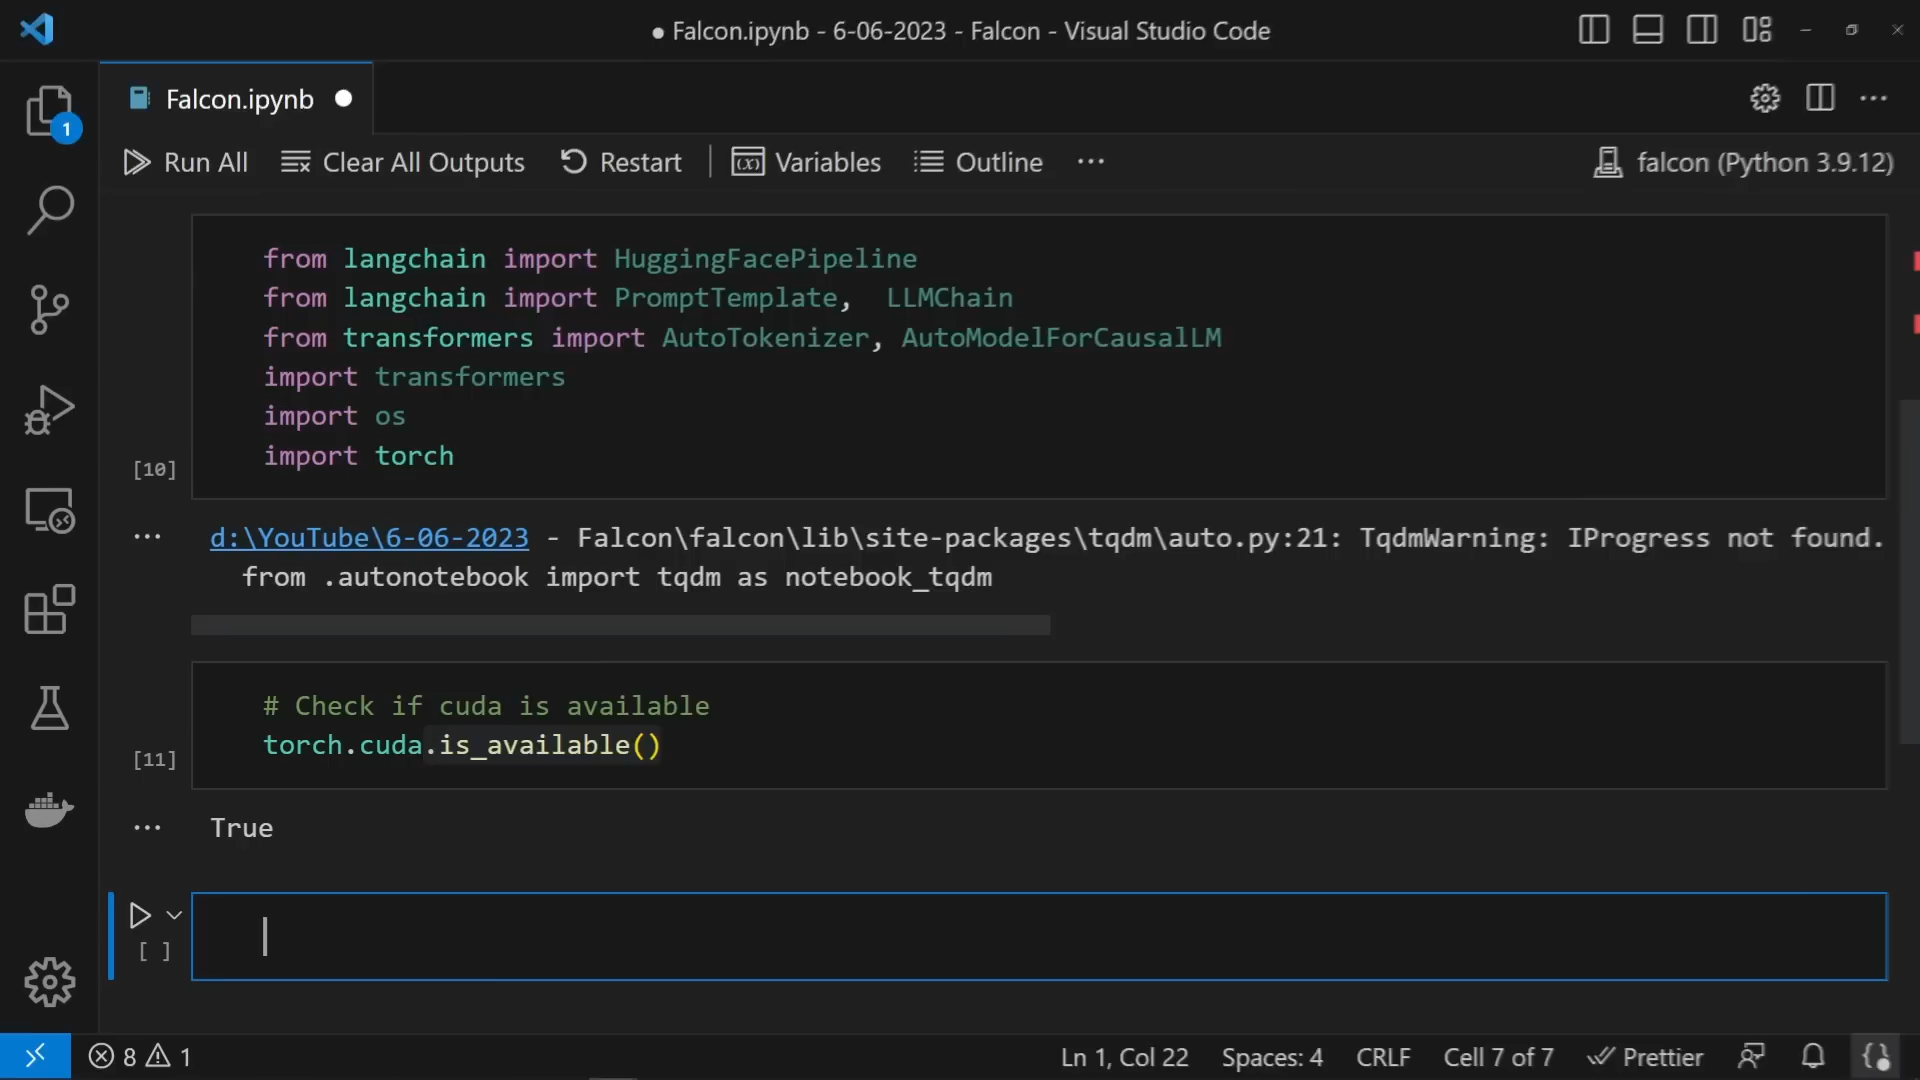 ● Falcon.ipynb - 6-06-2023 - Falcon - Visual Studio Code
1
Falcon.ipynb ●
Run All Clear All Outputs Restart (x) Variables Outline ...
falcon (Python 3.9.12)
from langchain import HuggingFacePipeline
from langchain import PromptTemplate,  LLMChain
from transformers import AutoTokenizer, AutoModelForCausalLM
import transformers
import os
import torch
[10]
... d:\YouTube\6-06-2023 - Falcon\falcon\lib\site-packages\tqdm\auto.py:21: TqdmWarning: IProgress not found.
from .autonotebook import tqdm as notebook_tqdm
# Check if cuda is available
torch.cuda.is_available()
[11]
... True
[ ]
8 1 Ln 1, Col 22 Spaces: 4 CRLF Cell 7 of 7 Prettier